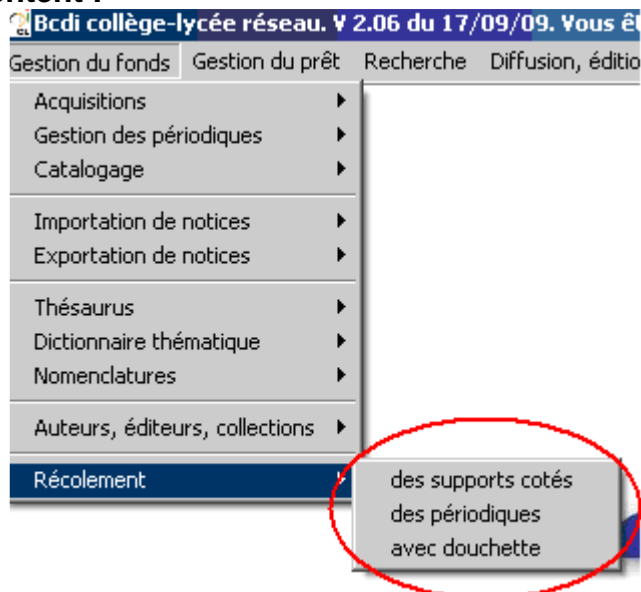 Bcdi collège-lycée réseau. V 2.06 du 17/09/09. Vous
Gestion du fonds Gestion du prêt Recherche Diffusion,
Acquisitions
Gestion des périodiques
Catalogage
Importation de notices
Exportation de notices
Thésaurus
Dictionnaire thématique
Nomenclatures
Auteurs, éditeurs, collections
Récolement
des supports cotés
des périodiques
avec douchette